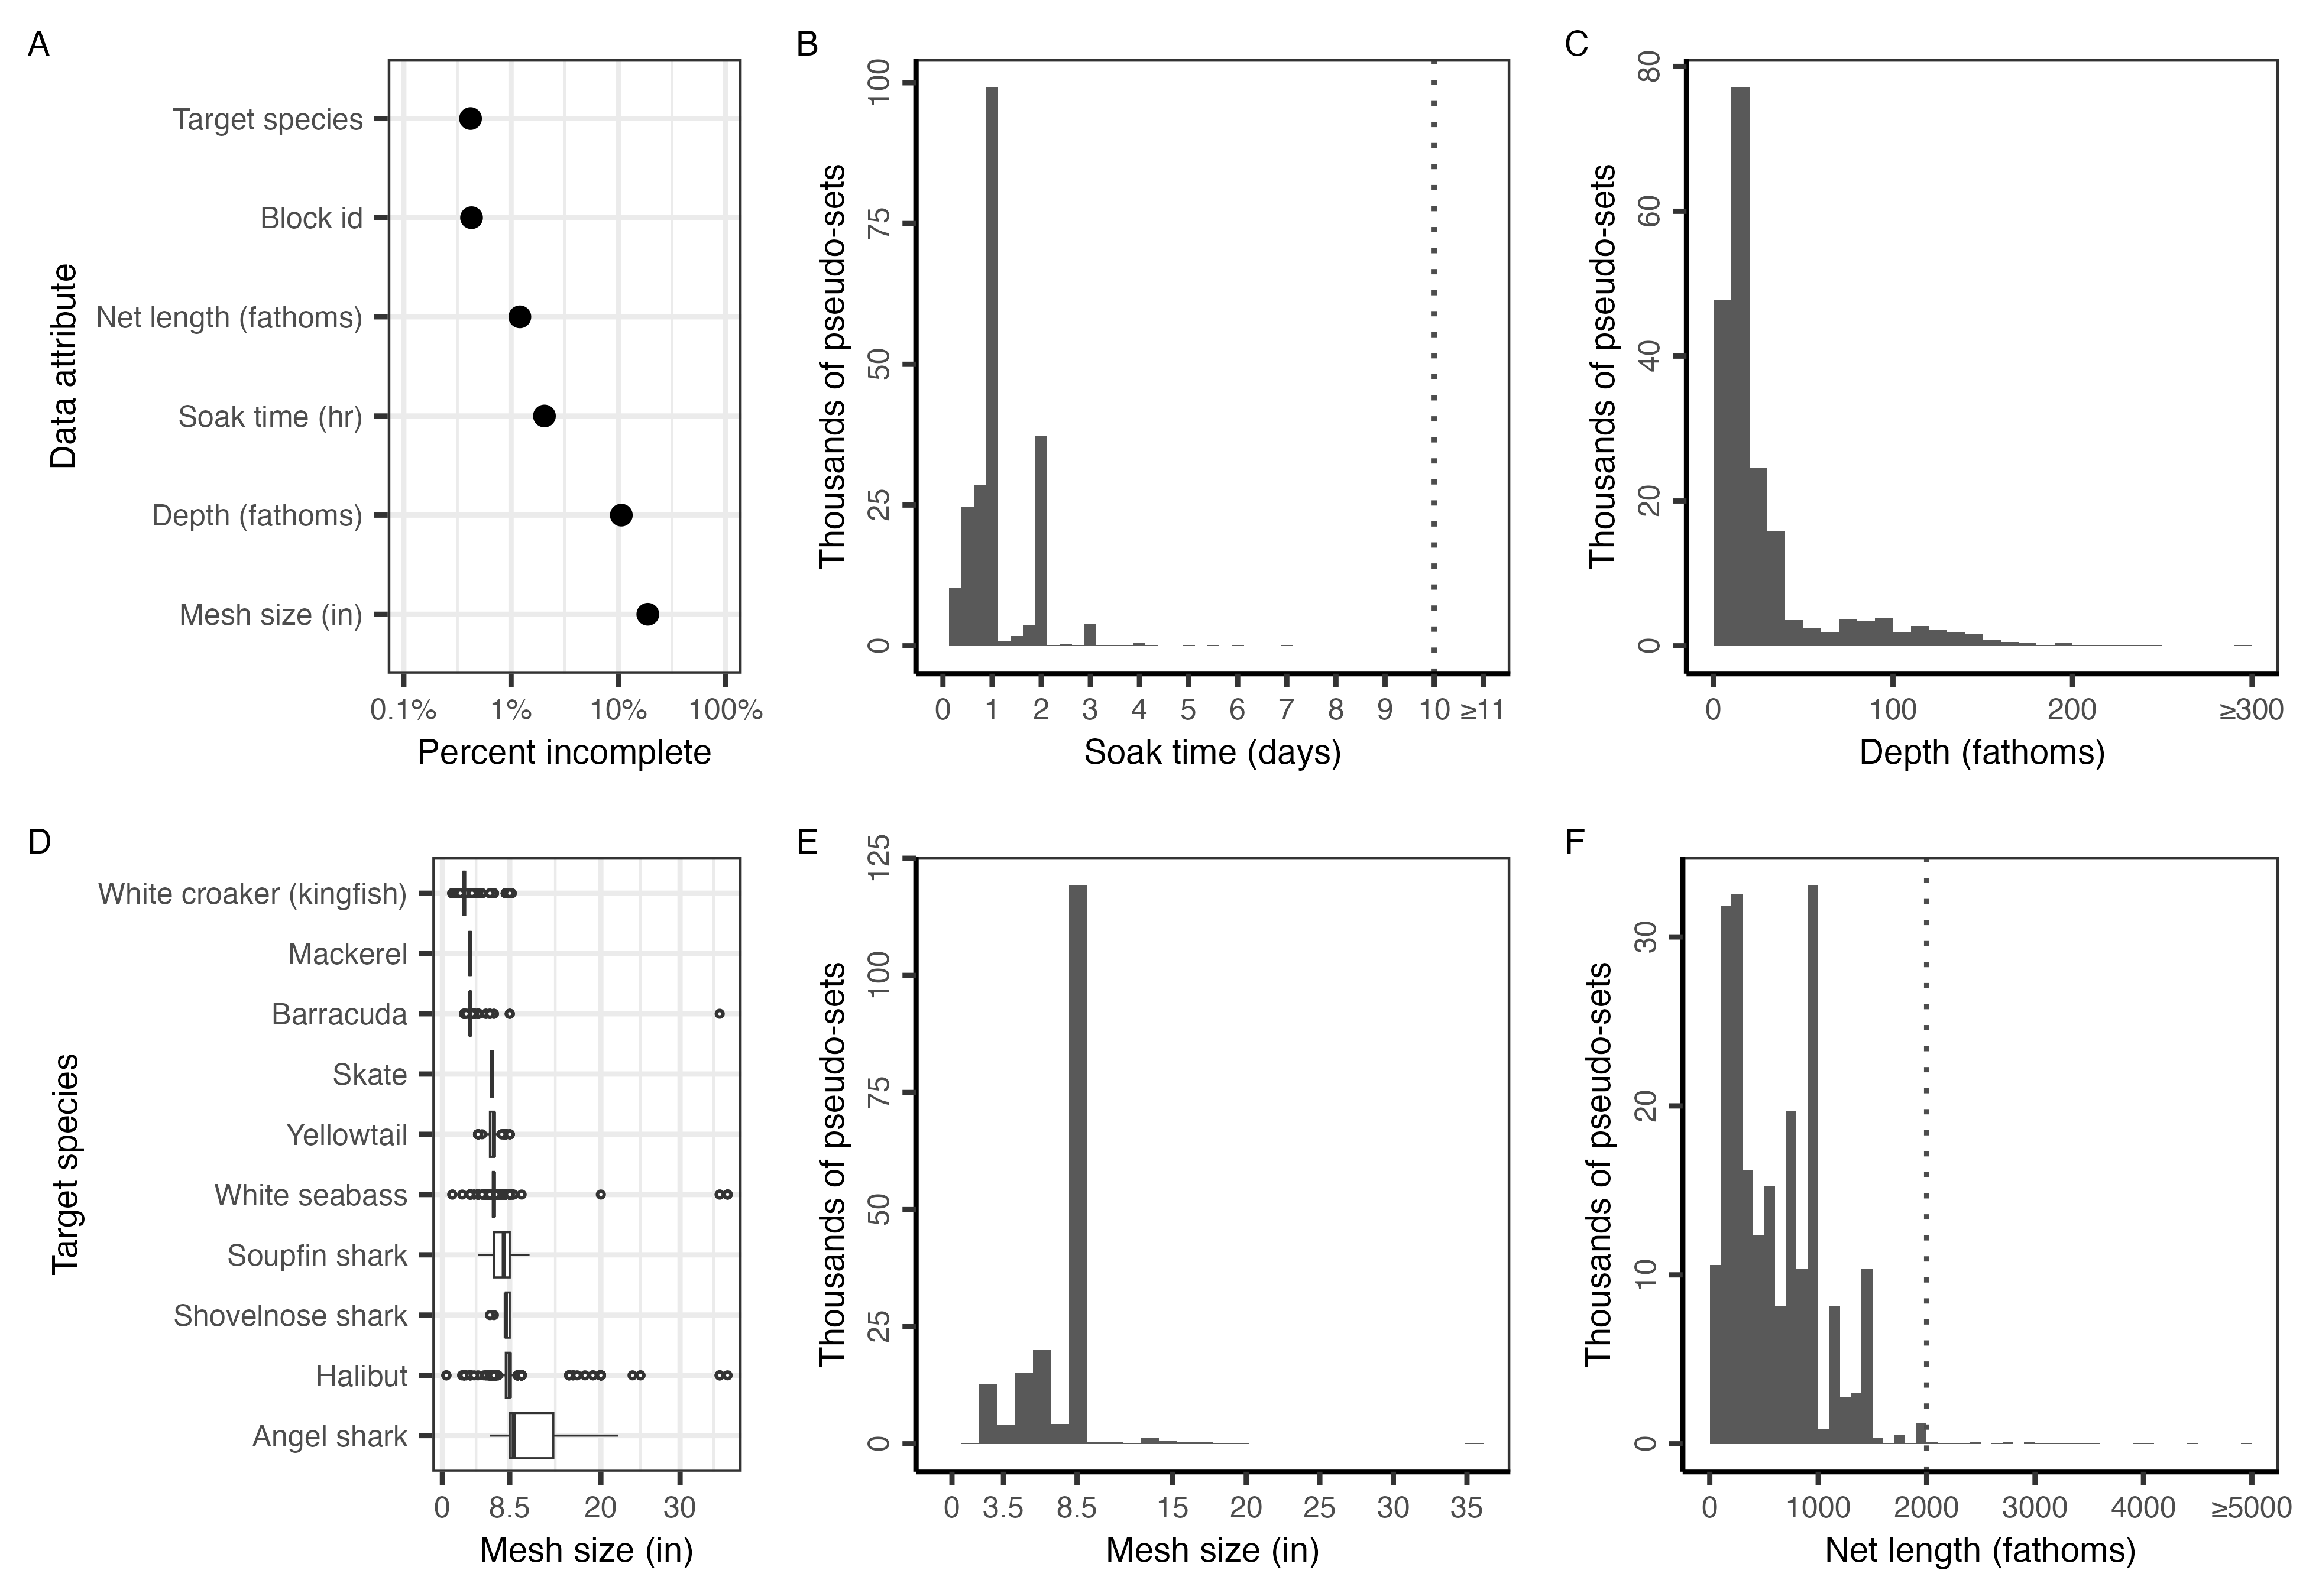 A
Data attribute
Target species
Block id
Net length (fathoms)
Soak time (hr)
Depth (fathoms)
Mesh size (in)
0.1% 1% 10% 100%
Percent incomplete
B
Thousands of pseudo-sets
100
75
50
25
0
0 1 2 3 4 5 6 7 8 9 10 ≥11
Soak time (days)
C
Thousands of pseudo-sets
80
60
40
20
0
0 100 200 ≥300
Depth (fathoms)
D
Target species
White croaker (kingfish)
Mackerel
Barracuda
Skate
Yellowtail
White seabass
Soupfin shark
Shovelnose shark
Halibut
Angel shark
0 8.5 20 30
Mesh size (in)
E
Thousands of pseudo-sets
125
100
75
50
25
0
0 3.5 8.5 15 20 25 30 35
Mesh size (in)
F
Thousands of pseudo-sets
30
20
10
0
0 1000 2000 3000 4000 ≥5000
Net length (fathoms)